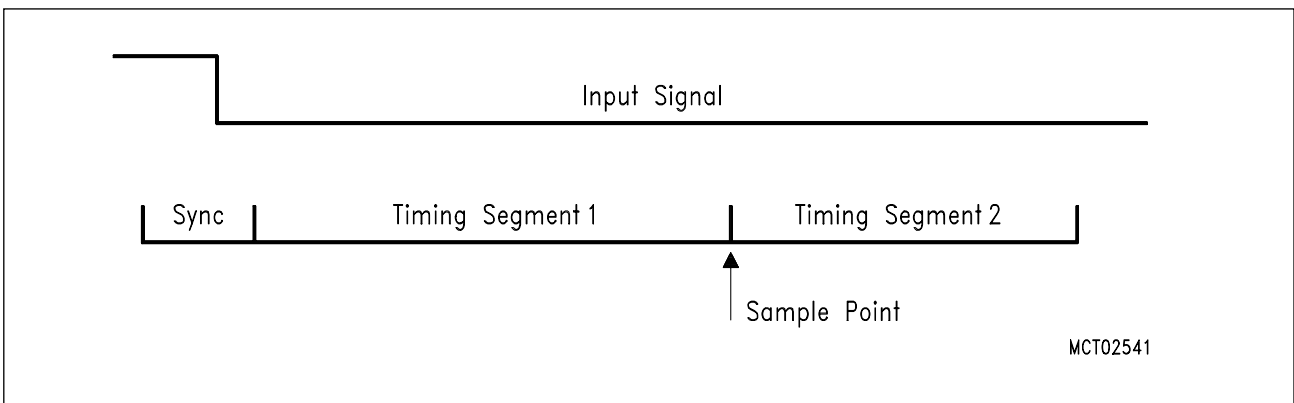 Input Signal
Sync Timing Segment 1 Timing Segment 2
Sample Point
MCT02541